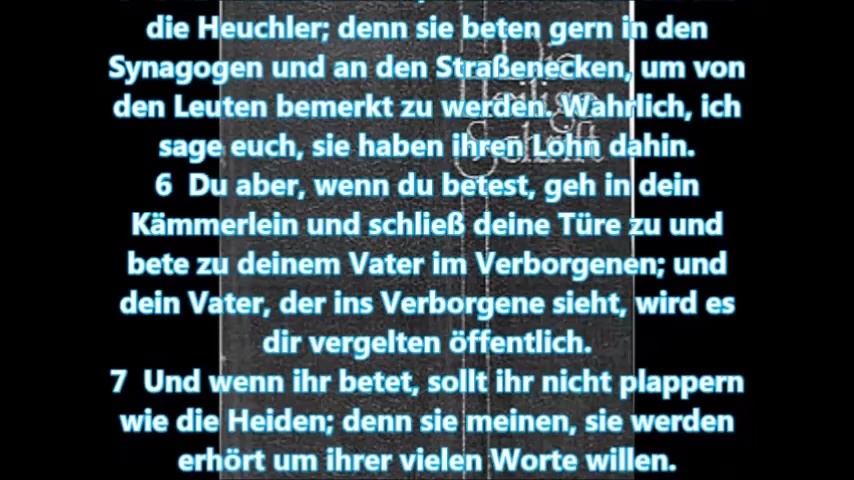 die Heuchler; denn sie beten gern in den
Synagogen und an den Straßenecken, um von
den Leuten bemerkt zu werden. Wahrlich, ich
sage euch, sie haben ihren Lohn dahin.
6 Du aber, wenn du betest, geh in dein
Kämmerlein und schließ deine Türe zu und
bete zu deinem Vater im Verborgenen; und
dein Vater, der ins Verborgene sieht, wird es
dir vergelten öffentlich.
7 Und wenn ihr betet, sollt ihr nicht plappern
wie die Heiden; denn sie meinen, sie werden
erhört um ihrer vielen Worte willen.
Die
Heilige
Schrift